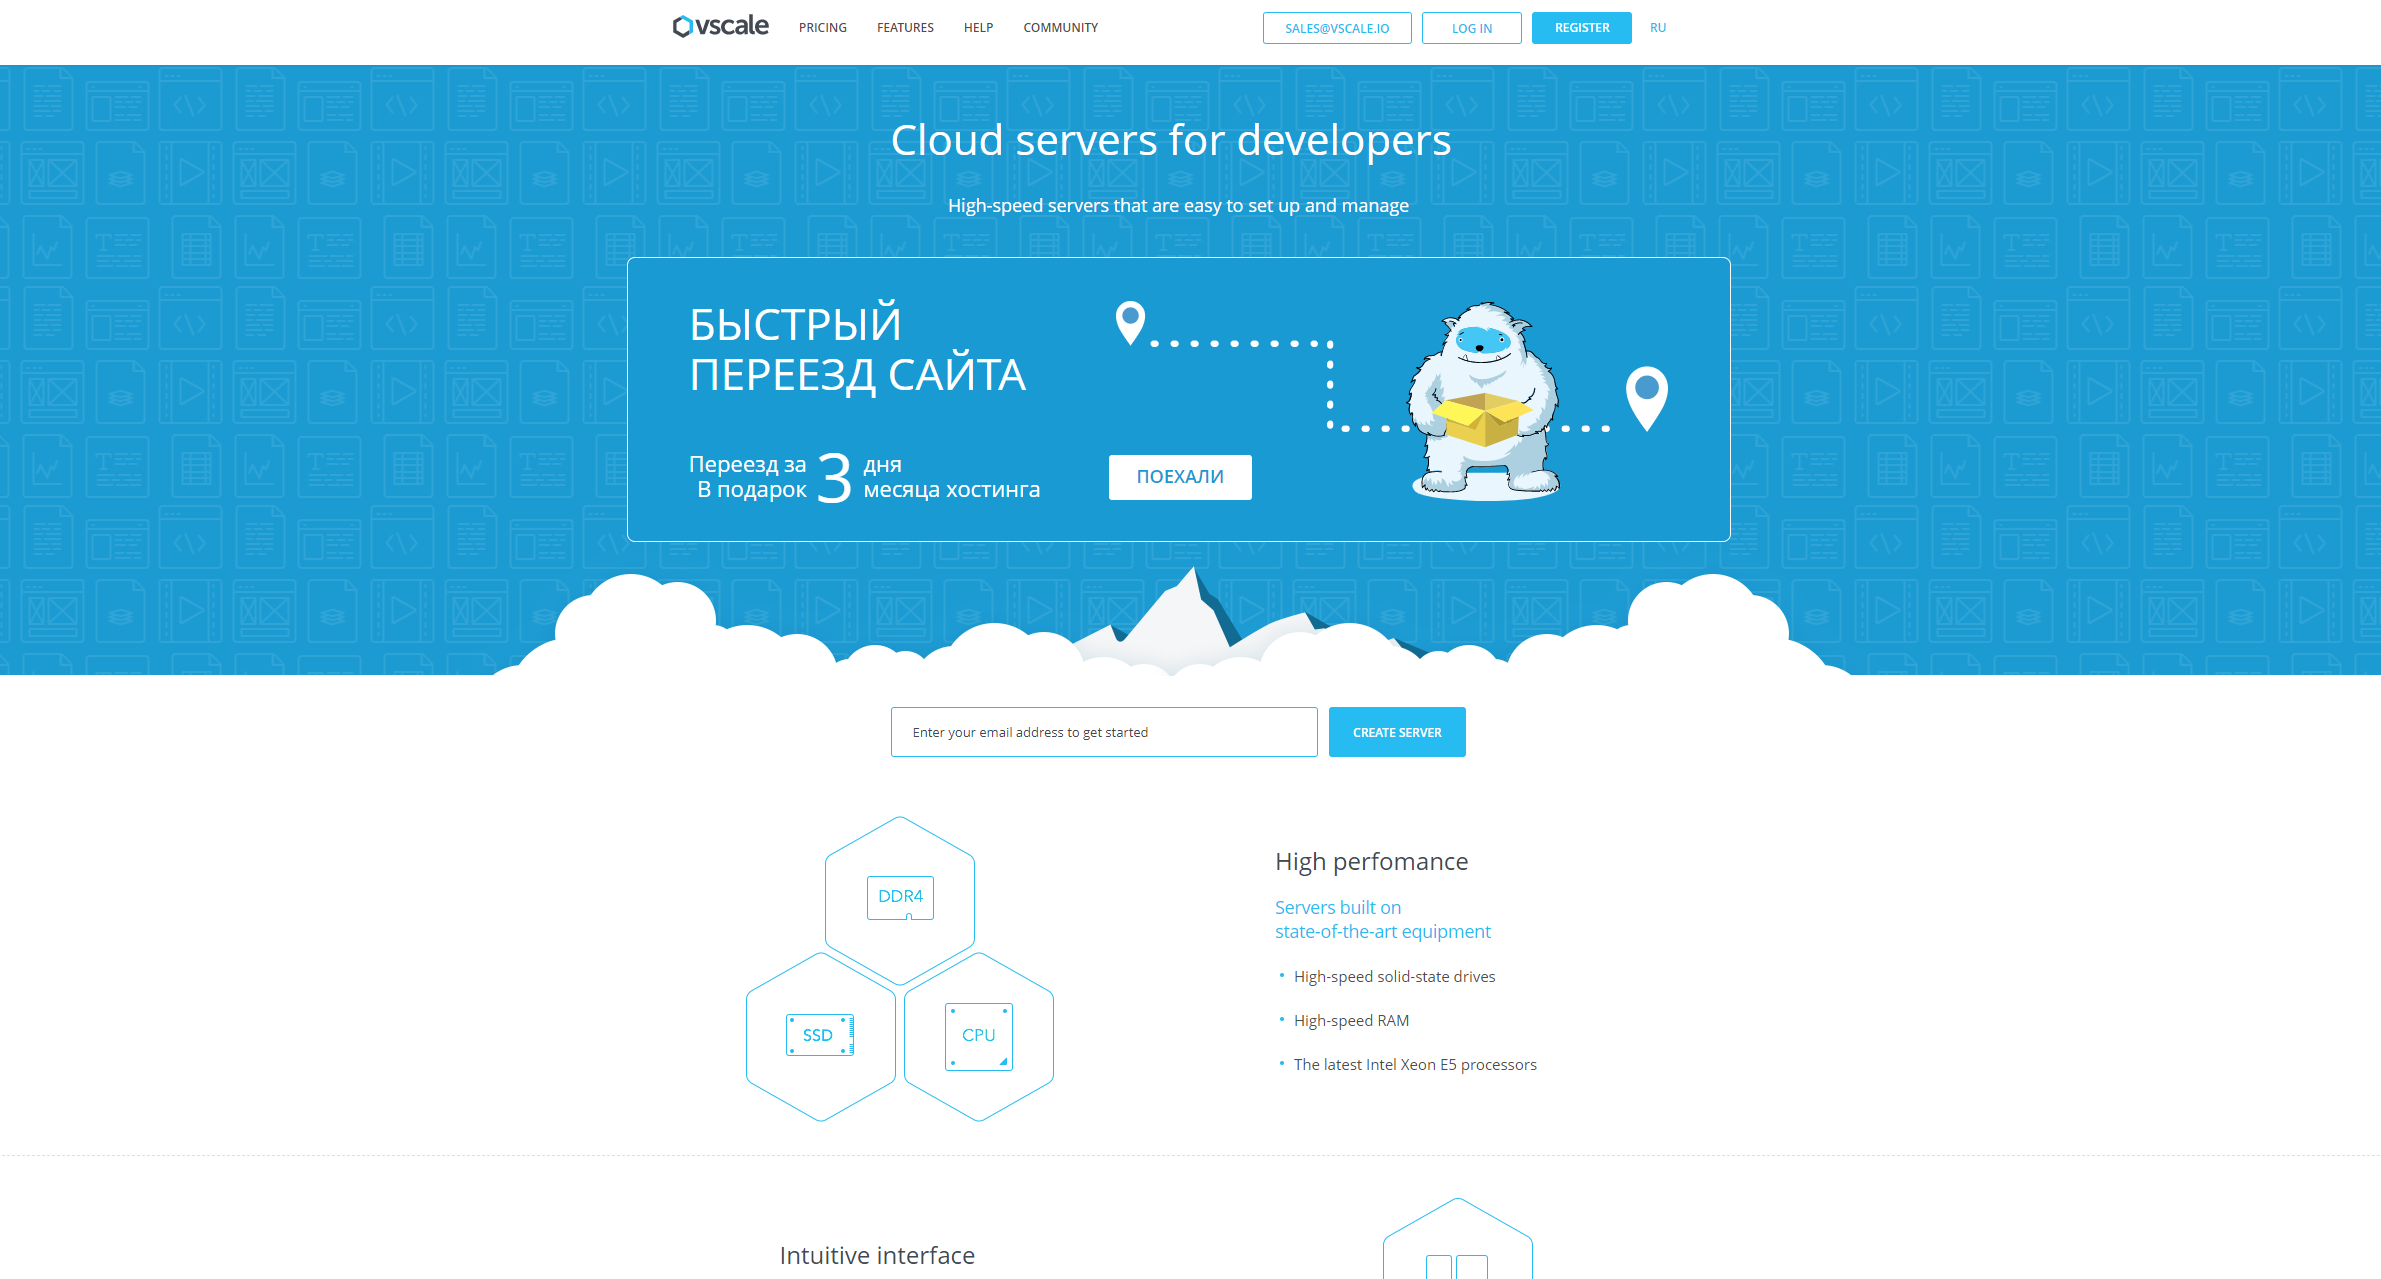 vscale
PRICING
FEATURES
HELP
COMMUNITY
SALES@VSCALE.IO
LOG IN
REGISTER
RU
Cloud servers for developers
High-speed servers that are easy to set up and manage
БЫСТРЫЙ
ПЕРЕЕЗД САЙТА
Переезд за 3 дня
В подарок месяца хостинга
ПОЕХАЛИ
Enter your email address to get started
CREATE SERVER
DDR4
SSD
CPU
High perfomance
Servers built on
state-of-the-art equipment
High-speed solid-state drives
High-speed RAM
The latest Intel Xeon E5 processors
Intuitive interface